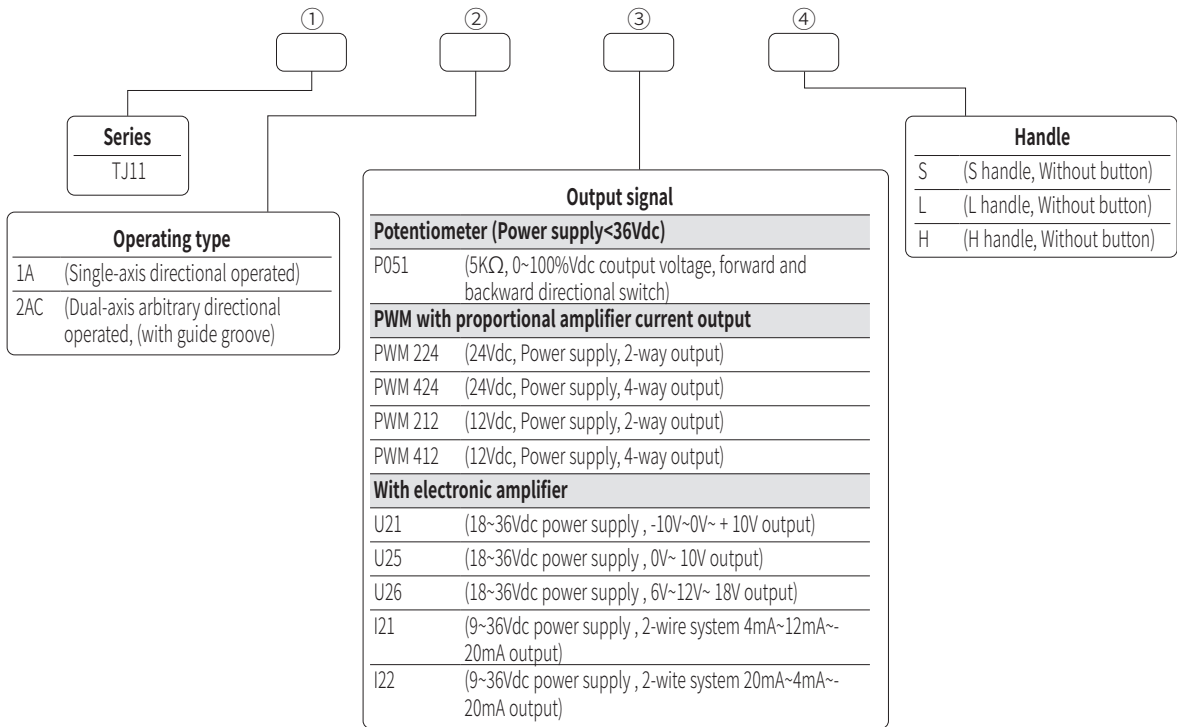 ① ② ③ ④
Series
TJ11
Operating type
1A (Single-axis directional operated)
2AC (Dual-axis arbitrary directional
operated, (with guide groove)
Output signal
Potentiometer (Power supply<36Vdc)
P051 (5KΩ, 0~100%Vdc coutput voltage, forward and
backward directional switch)
PWM with proportional amplifier current output
PWM 224 (24Vdc, Power supply, 2-way output)
PWM 424 (24Vdc, Power supply, 4-way output)
PWM 212 (12Vdc, Power supply, 2-way output)
PWM 412 (12Vdc, Power supply, 4-way output)
With electronic amplifier
U21 (18~36Vdc power supply , -10V~0V~ + 10V output)
U25 (18~36Vdc power supply , 0V~ 10V output)
U26 (18~36Vdc power supply , 6V~12V~ 18V output)
I21 (9~36Vdc power supply , 2-wire system 4mA~12mA~-
20mA output)
I22 (9~36Vdc power supply , 2-wite system 20mA~4mA~-
20mA output)
Handle
S (S handle, Without button)
L (L handle, Without button)
H (H handle, Without button)